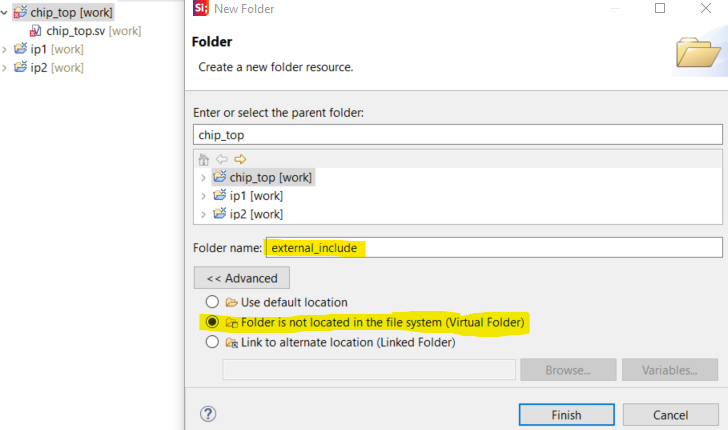 chip_top [work]
chip_top.sv [work]
ip1 [work]
ip2 [work]
SI;
New Folder
Folder
Create a new folder resource.
Enter or select the parent folder:
chip_top
chip_top [work]
ip1 [work]
ip2 [work]
Folder name: external_include
<< Advanced
Use default location
Folder is not located in the file system (Virtual Folder)
Link to alternate location (Linked Folder)
Browse... Variables...
? Finish Cancel